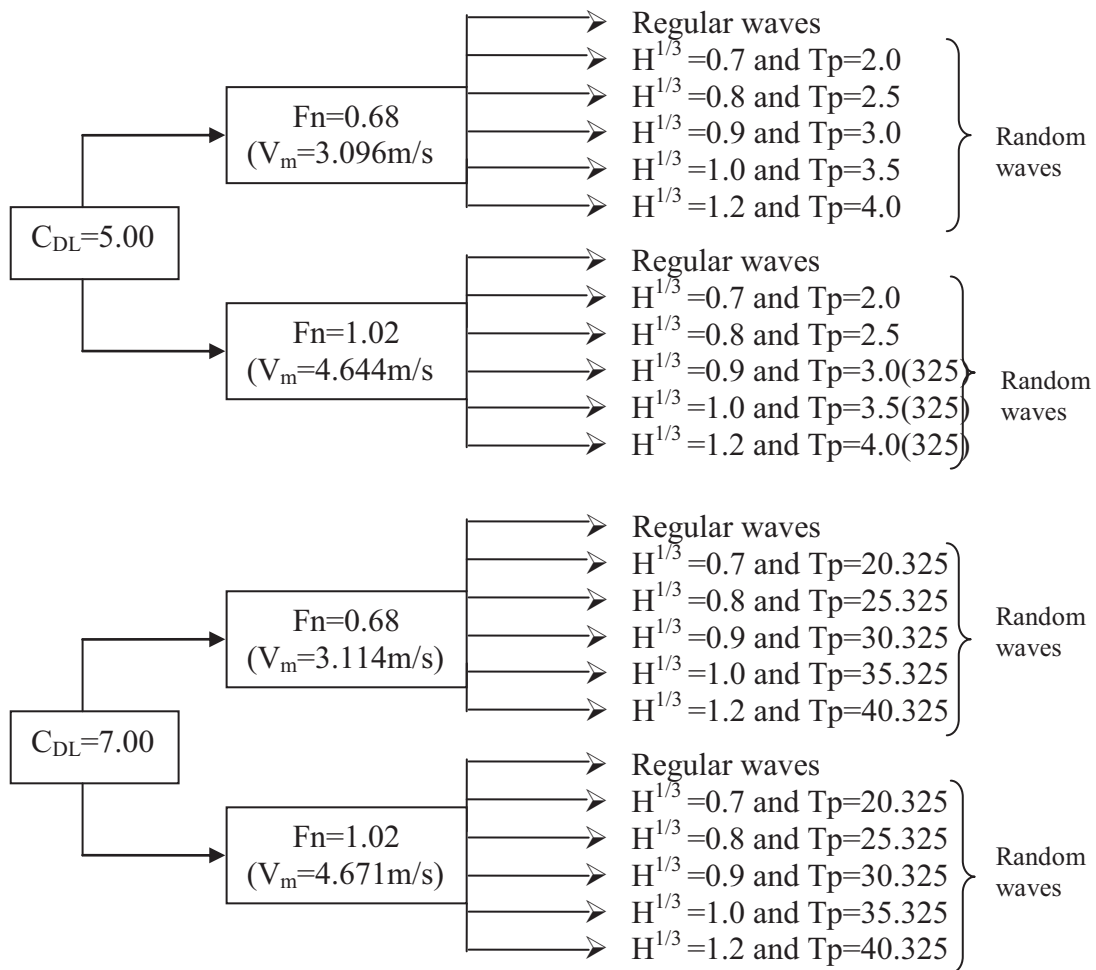 Regular waves
H^1/3 =0.7 and Tp=2.0
H^1/3 =0.8 and Tp=2.5
H^1/3 =0.9 and Tp=3.0
H^1/3 =1.0 and Tp=3.5
H^1/3 =1.2 and Tp=4.0
Random
waves
Fn=0.68
(V_m=3.096m/s
C_DL=5.00
Regular waves
H^1/3 =0.7 and Tp=2.0
H^1/3 =0.8 and Tp=2.5
H^1/3 =0.9 and Tp=3.0(325)
H^1/3 =1.0 and Tp=3.5(325)
H^1/3 =1.2 and Tp=4.0(325)
Random
waves
Fn=1.02
(V_m=4.644m/s
Regular waves
H^1/3 =0.7 and Tp=20.325
H^1/3 =0.8 and Tp=25.325
H^1/3 =0.9 and Tp=30.325
H^1/3 =1.0 and Tp=35.325
H^1/3 =1.2 and Tp=40.325
Random
waves
Fn=0.68
(V_m=3.114m/s)
C_DL=7.00
Regular waves
H^1/3 =0.7 and Tp=20.325
H^1/3 =0.8 and Tp=25.325
H^1/3 =0.9 and Tp=30.325
H^1/3 =1.0 and Tp=35.325
H^1/3 =1.2 and Tp=40.325
Random
waves
Fn=1.02
(V_m=4.671m/s)